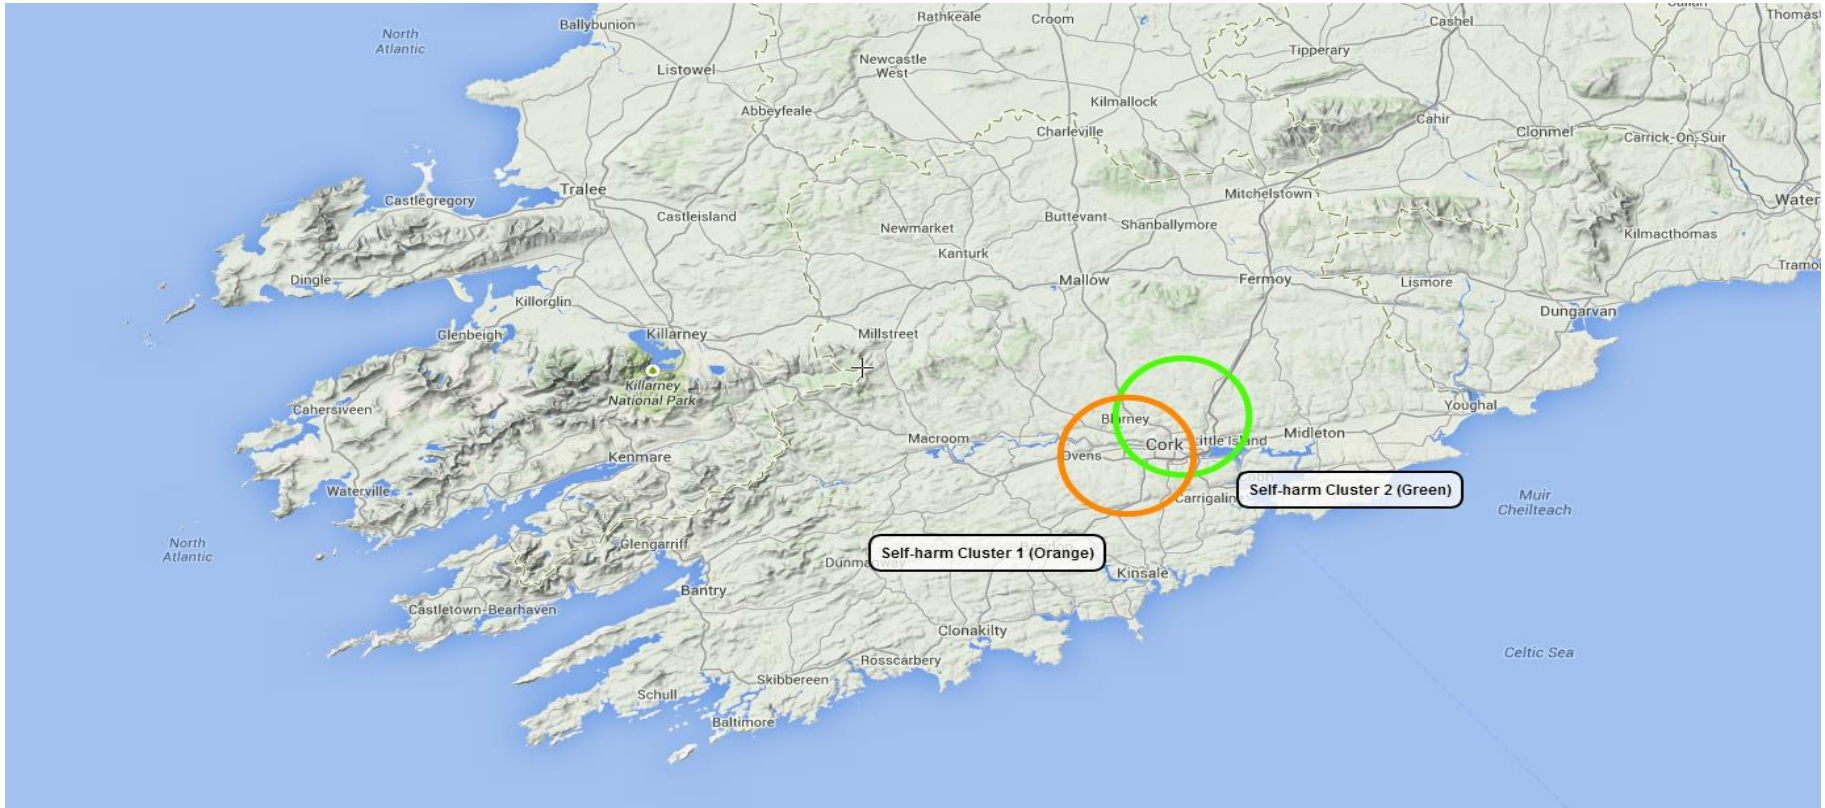 Ballybunion
Rathkeale
Croom
Cashel
North
Atlantic
Listowel
Newcastle
West
Tipperary
Abbeyfeale
Kilmallock
Charleville
Cahir
Clonmel
Carrick-On-Suir
Tralee
Castlegregory
Castleisland
Newmarket
Buttevant
Shanballymore
Mitchelstown
Kilmacthomas
Kanturk
Dingle
Killorglin
Mallow
Fermoy
Lismore
Dungarvan
Glenbeigh
Killarney
Millstreet
Killarney
National Park
Cahersiveen
Blarney
Youghal
Macroom
Ovens
Cork
Little Island
Midleton
Kenmare
Waterville
Carrigalin
Self-harm Cluster 2 (Green)
Muir
Cheilteach
North
Atlantic
Glengarriff
Self-harm Cluster 1 (Orange)
Kinsale
Bantry
Castletown-Bearhaven
Clonakilty
Rosscarbery
Celtic Sea
Skibbereen
Schull
Baltimore